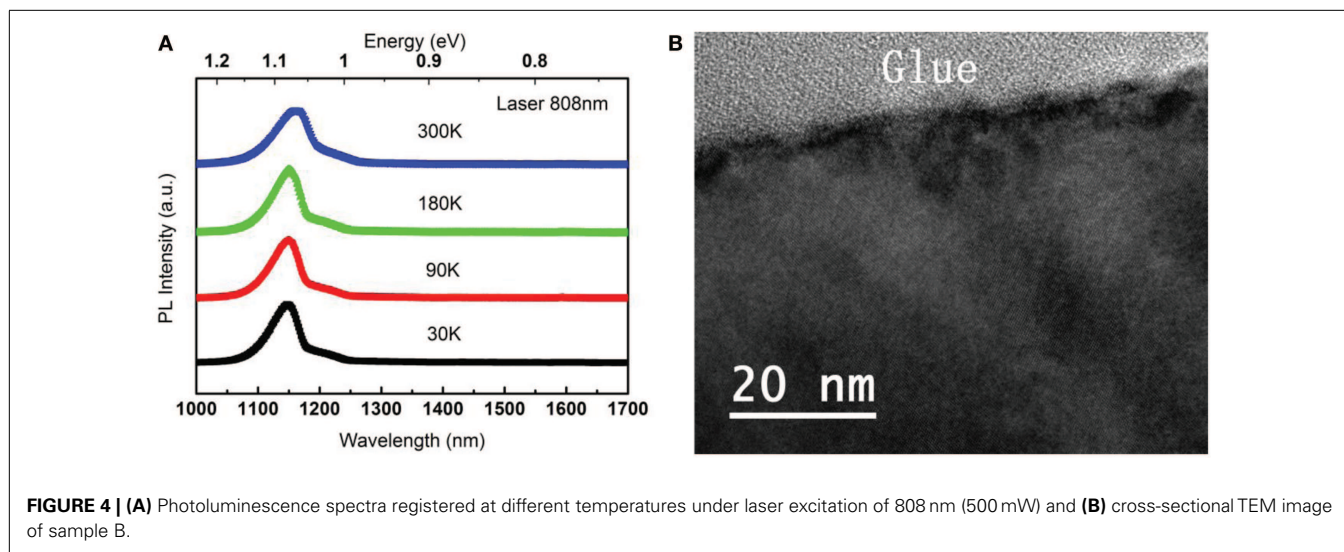 A
Energy (eV)
1.2 1.1 1 0.9 0.8
Laser 808nm
300K
180K
90K
30K
PL Intensity (a.u.)
1000 1100 1200 1300 1400 1500 1600 1700
Wavelength (nm)
B
Glue
20 nm
FIGURE 4 | (A) Photoluminescence spectra registered at different temperatures under laser excitation of 808 nm (500 mW) and (B) cross-sectional TEM image
of sample B.